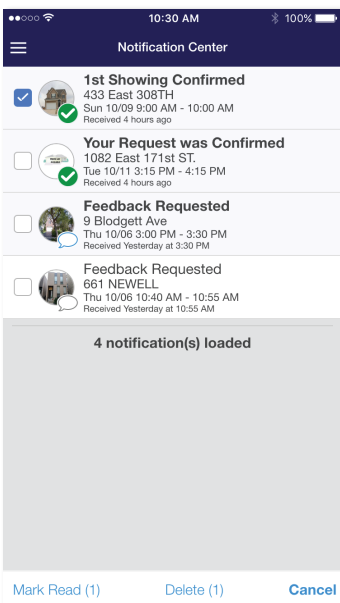 10:30 AM
100%
Notification Center
1st Showing Confirmed
433 East 308TH
Sun 10/09 9:00 AM - 10:00 AM
Received 4 hours ago
Your Request was Confirmed
1082 East 171st ST.
Tue 10/11 3:15 PM - 4:15 PM
Received 4 hours ago
Feedback Requested
9 Blodgett Ave
Thu 10/06 3:00 PM - 3:30 PM
Received Yesterday at 3:30 PM
Feedback Requested
661 NEWELL
Thu 10/06 10:40 AM - 10:55 AM
Received Yesterday at 10:55 AM
4 notification(s) loaded
Mark Read (1)
Delete (1)
Cancel